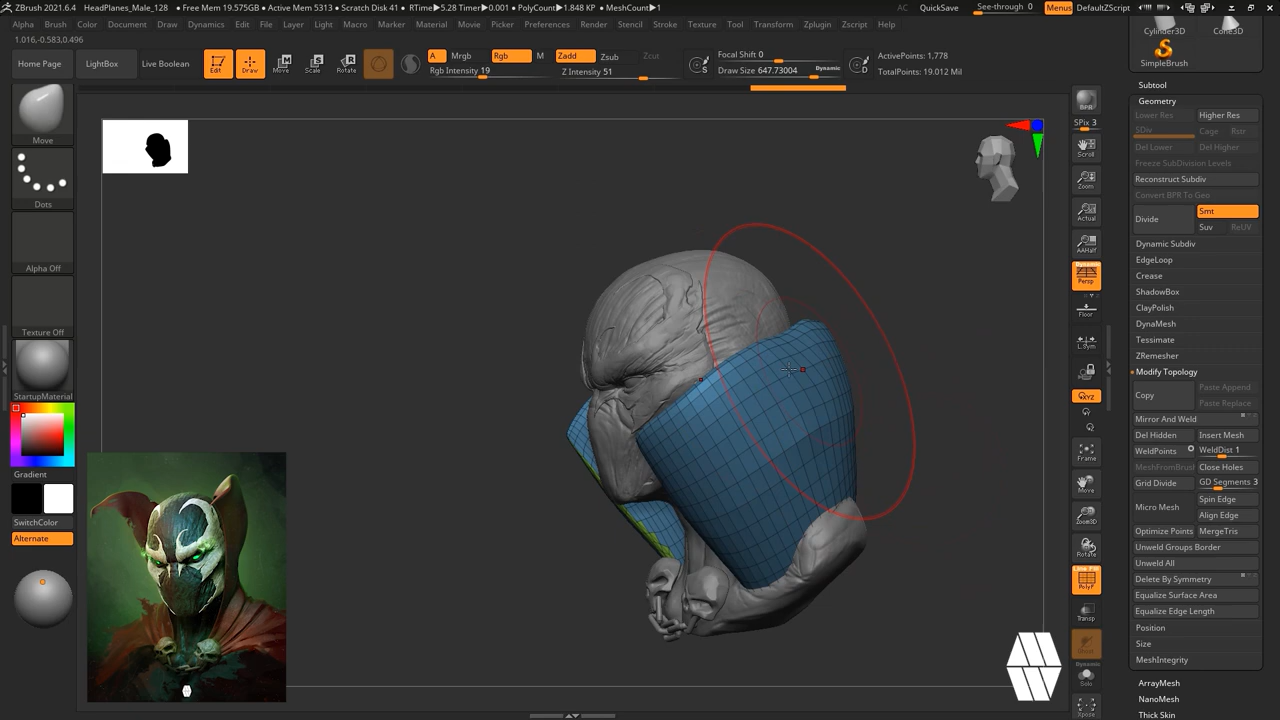 ZBrush 2021.6.4 HeadPlanes_Male_128 • Free Mem 19.575GB • Active Mem 5313 • Scratch Disk 41 • RTime▶5.28 Timer▶0.001 • PolyCount▶1.848 KP • MeshCount▶1 AC QuickSave See-through 0 Menus DefaultZScript
Alpha Brush Color Document Draw Dynamics Edit File Layer Light Macro Marker Material Movie Picker Preferences Render Stencil Stroke Texture Tool Transform Zplugin Zscript Help
1.016,-0.583,0.496
Home Page LightBox Live Boolean Edit Draw Move Scale Rotate A Mrgb Rgb M Zadd Zsub Zcut Focal Shift 0 ActivePoints: 1,778
Rgb Intensity 19 Z Intensity 51 S Draw Size 647.73004 Dynamic D TotalPoints: 19.012 Mil
Move
Dots
Alpha Off
Texture Off
StartupMaterial
Gradient
SwitchColor
Alternate
BPR
SPix 3
Scroll
Zoom
Actual
AAHalf
Dynamic
Persp
Floor
L.Sym
XYZ
Frame
Move
Zoom3D
Rotate
Line Fill
PolyF
Transp
Dynamic
Solo
Xpose
Cylinder3D Cone3D
SimpleBrush
Subtool
Geometry
Lower Res Higher Res
SDiv Cage Rstr
Del Lower Del Higher
Freeze SubDivision Levels
Reconstruct Subdiv
Convert BPR To Geo
Divide Smt
Suv ReUV
Dynamic Subdiv
EdgeLoop
Crease
ShadowBox
ClayPolish
DynaMesh
Tessimate
ZRemesher
Modify Topology
Copy Paste Append
Paste Replace
Mirror And Weld
Del Hidden Insert Mesh
WeldPoints WeldDist 1
MeshFromBrush Close Holes
Grid Divide GD Segments 3
Micro Mesh Spin Edge
Align Edge
Optimize Points MergeTris
Unweld Groups Border
Unweld All
Delete By Symmetry
Equalize Surface Area
Equalize Edge Length
Position
Size
MeshIntegrity
ArrayMesh
NanoMesh
Thick Skin